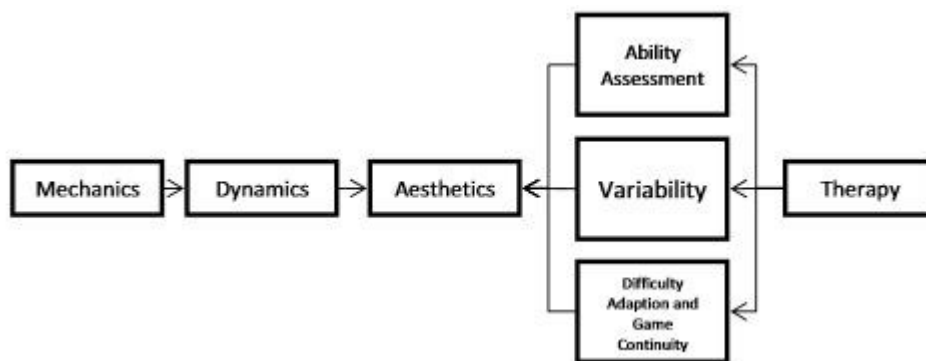 Ability
Assessment
Mechanics
Dynamics
Aesthetics
Variability
Therapy
Difficulty
Adaption and
Game
Continuity